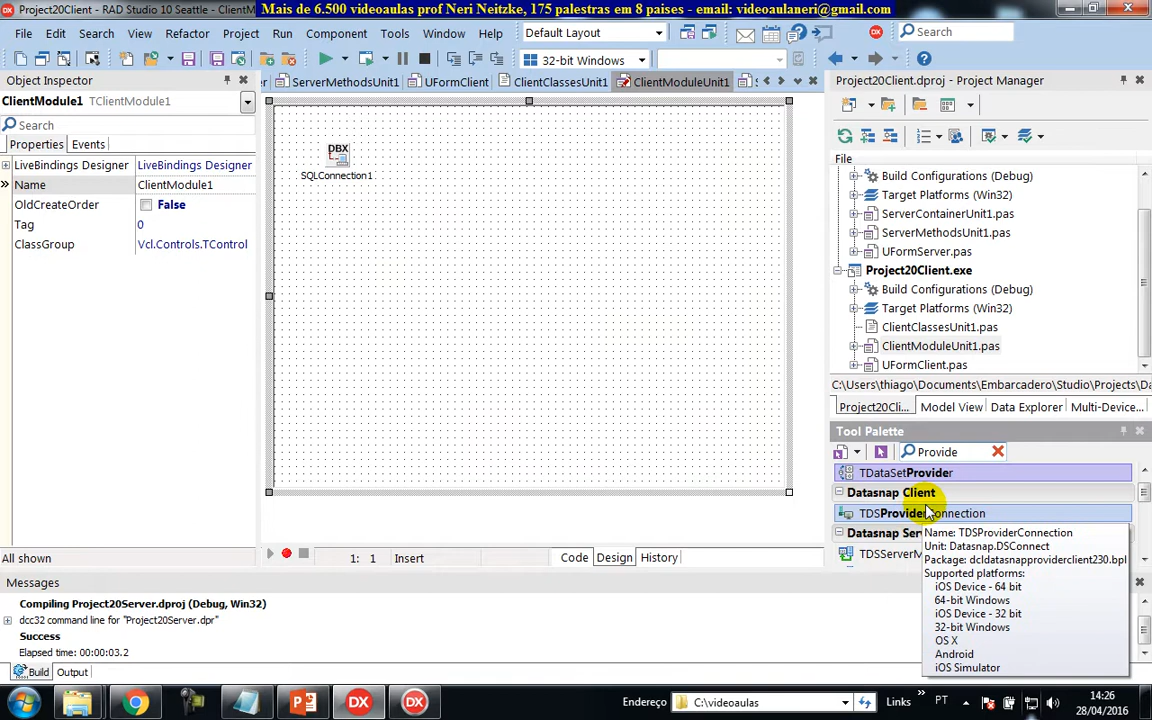 Project20Client - RAD Studio 10 Seattle - ClientM
Mais de 6.500 videoaulas prof Neri Neitzke, 175 palestras em 8 paises - email: videoaulaneri@gmail.com
File Edit Search View Refactor Project Run Component Tools Window Help
Default Layout
Search
32-bit Windows
Object Inspector
ServerMethodsUnit1 UFormClient ClientClassesUnit1 ClientModuleUnit1
Project20Client.dproj - Project Manager
ClientModule1 TClientModule1
Search
Properties Events
LiveBindings Designer LiveBindings Designer
Name ClientModule1
OldCreateOrder False
Tag 0
ClassGroup Vcl.Controls.TControl
All shown
DBX
SQLConnection1
1: 1 Insert
Code Design History
File
Build Configurations (Debug)
Target Platforms (Win32)
ServerContainerUnit1.pas
ServerMethodsUnit1.pas
UFormServer.pas
Project20Client.exe
Build Configurations (Debug)
Target Platforms (Win32)
ClientClassesUnit1.pas
ClientModuleUnit1.pas
UFormClient.pas
C:\Users\thiago\Documents\Embarcadero\Studio\Projects\Da
Project20Cli... Model View Data Explorer Multi-Device...
Tool Palette
Provide
TDataSetProvider
Datasnap Client
TDSProviderConnection
Datasnap Ser
TDSServerM
Name: TDSProviderConnection
Unit: Datasnap.DSConnect
Package: dcldatasnapproviderclient230.bpl
Supported platforms:
iOS Device - 64 bit
64-bit Windows
iOS Device - 32 bit
32-bit Windows
OS X
Android
iOS Simulator
Messages
Compiling Project20Server.dproj (Debug, Win32)
dcc32 command line for "Project20Server.dpr"
Success
Elapsed time: 00:00:03.2
Build Output
DX
DX
Endereço C:\videoaulas
Links
»
PT
14:26
28/04/2016